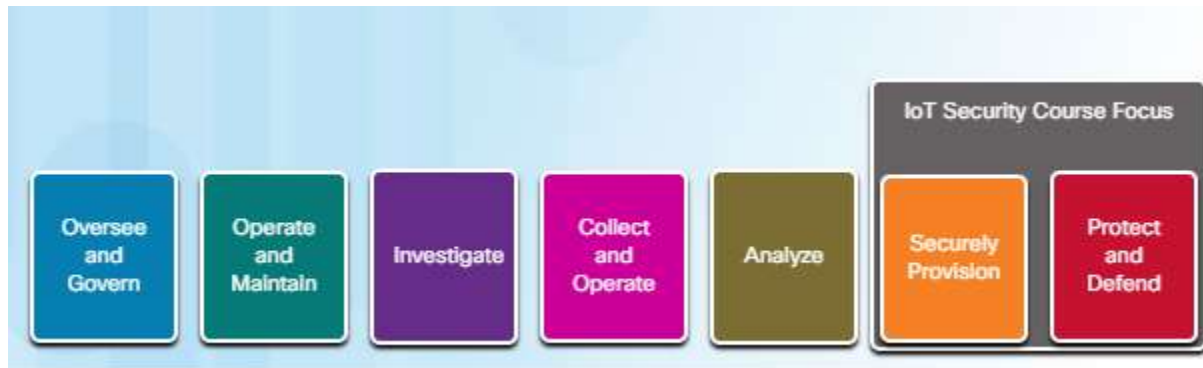 IoT Security Course Focus
Oversee
and
Govern
Operate
and
Maintain
Investigate
Collect
and
Operate
Analyze
Securely
Provision
Protect
and
Defend